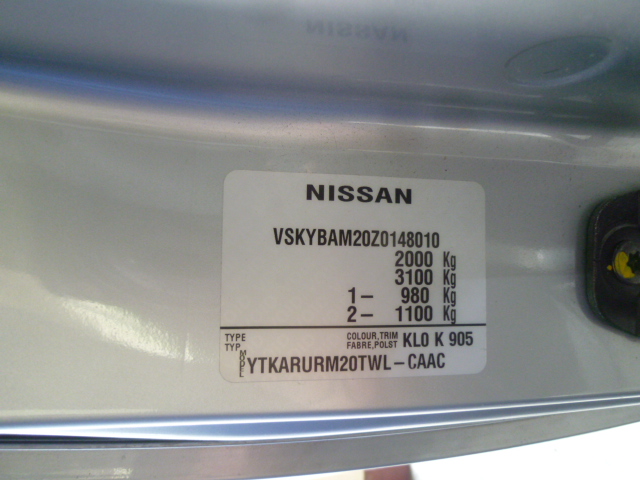 NISSAN
VSKYBAM20Z0148010
2000 Kg
3100 Kg
1– 980 Kg
2– 1100 Kg
TYPE COLOUR,TRIM KL0 K 905
TYP FABRE,POLST
MODEL YTKARURM20TWL–CAAC